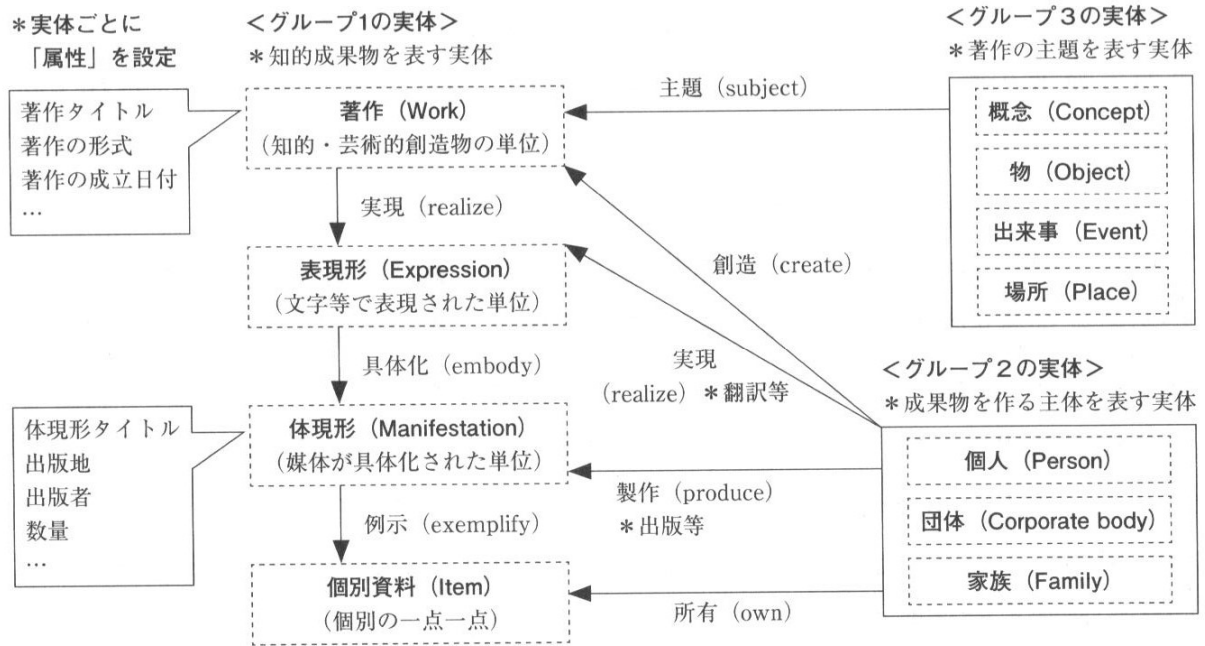 ＊実体ごとに
「属性」を設定
著作タイトル
著作の形式
著作の成立日付
…
体現形タイトル
出版地
出版者
数量
…
＜グループ1の実体＞
＊知的成果物を表す実体
著作（Work）
（知的・芸術的創造物の単位）
実現（realize）
表現形（Expression）
（文字等で表現された単位）
具体化（embody）
体現形（Manifestation）
（媒体が具体化された単位）
例示（exemplify）
個別資料（Item）
（個別の一点一点）
主題（subject）
創造（create）
実現
（realize）＊翻訳等
製作（produce）
＊出版等
所有（own）
＜グループ３の実体＞
＊著作の主題を表す実体
概念（Concept）
物（Object）
出来事（Event）
場所（Place）
＜グループ２の実体＞
＊成果物を作る主体を表す実体
個人（Person）
団体（Corporate body）
家族（Family）